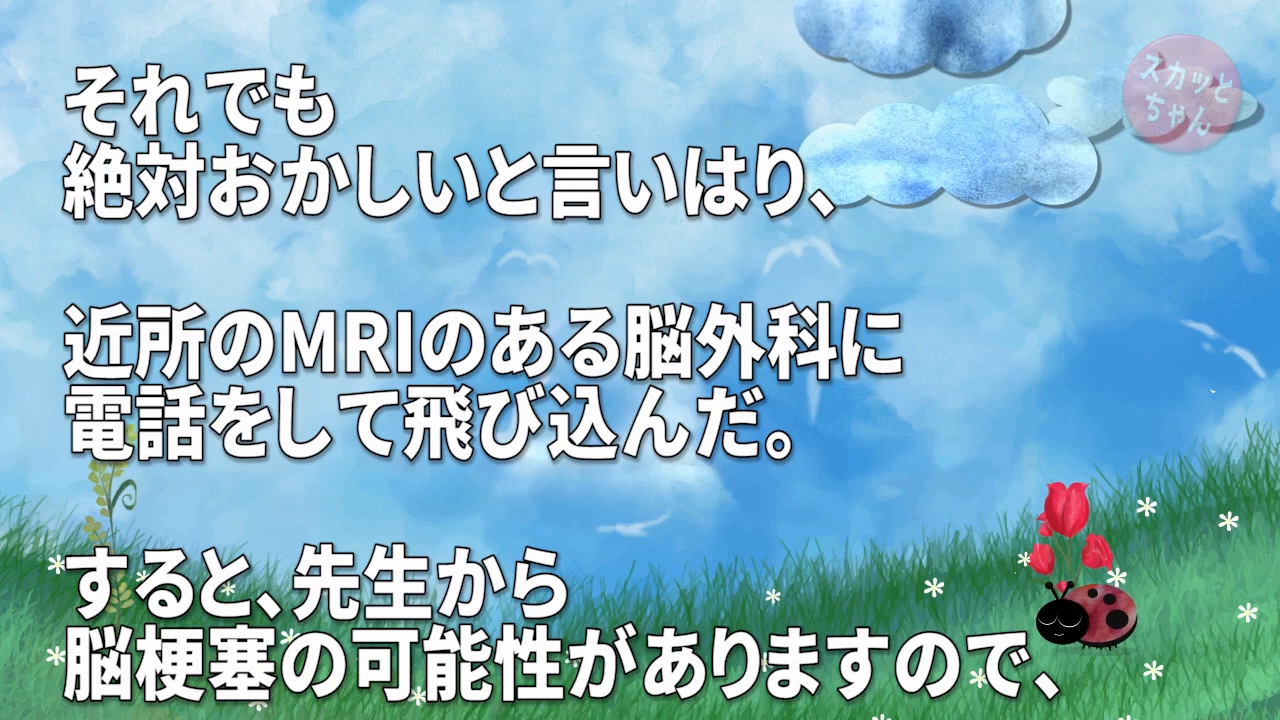 スカッと
ちゃん
それでも
絶対おかしいと言いはり、
近所のMRIのある脳外科に
電話をして飛び込んだ。
すると、先生から
脳梗塞の可能性がありますので、